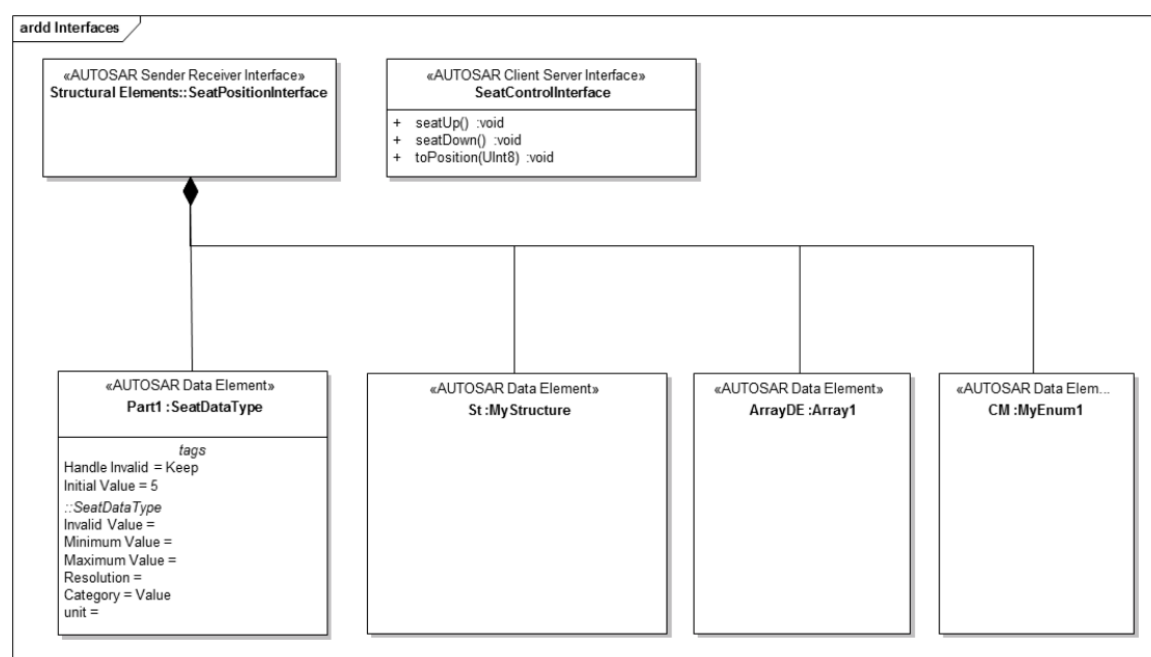 ardd Interfaces
«AUTOSAR Sender Receiver Interface»
Structural Elements::SeatPositionInterface
«AUTOSAR Client Server Interface»
SeatControlInterface
+ seatUp() :void
+ seatDown() :void
+ toPosition(UInt8) :void
«AUTOSAR Data Element»
Part1 :SeatDataType
tags
Handle Invalid = Keep
Initial Value = 5
::SeatDataType
Invalid Value =
Minimum Value =
Maximum Value =
Resolution =
Category = Value
unit =
«AUTOSAR Data Element»
St :MyStructure
«AUTOSAR Data Element»
ArrayDE :Array1
«AUTOSAR Data Elem...
CM :MyEnum1